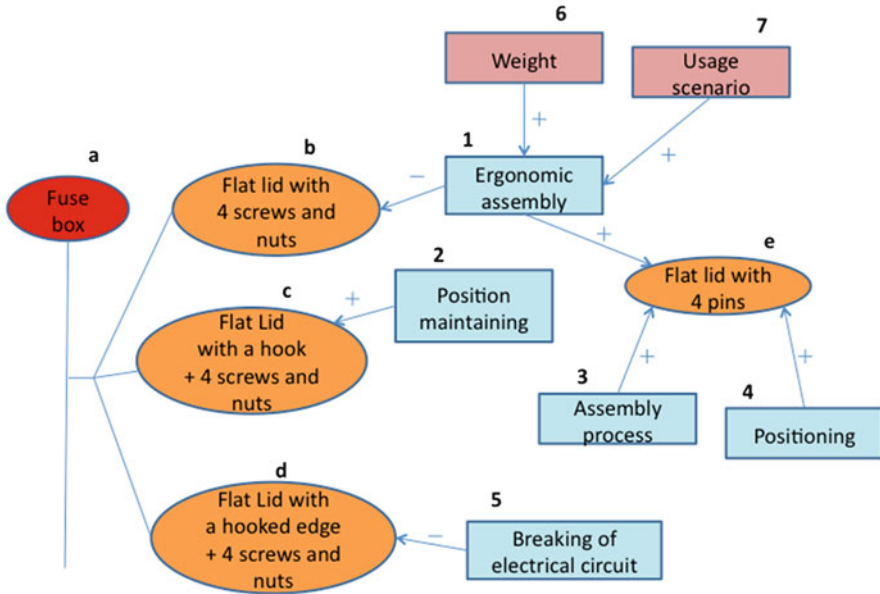 6
Weight
7
Usage
scenario
+
+
a
Fuse
box
b
Flat lid with
4 screws and
nuts
−
1
Ergonomic
assembly
+
2
Position
maintaining
+
c
Flat Lid
with a hook
+ 4 screws and
nuts
e
Flat lid with
4 pins
+
+
3
Assembly
process
4
Positioning
d
Flat Lid with
a hooked edge
+ 4 screws and
nuts
−
5
Breaking of
electrical circuit